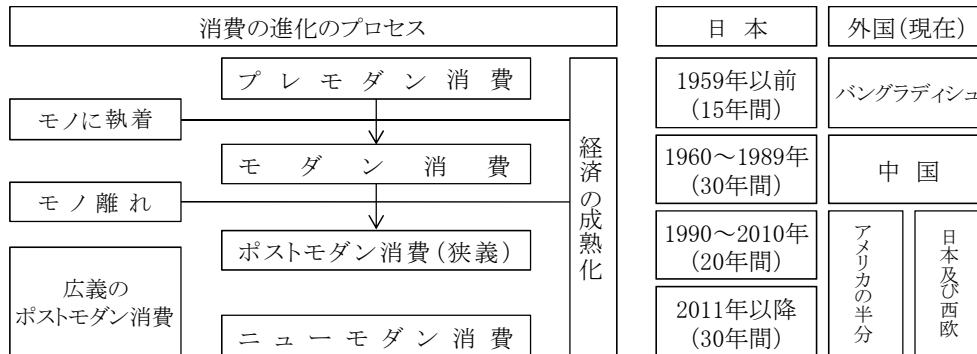 消費の進化のプロセス
日本
外国(現在)
プレモダン消費
1959年以前
(15年間)
バングラディシュ
モノに執着
モダン消費
1960~1989年
(30年間)
中国
モノ離れ
経済の成熟化
ポストモダン消費(狭義)
1990~2010年
(20年間)
アメリカの半分
日本及び西欧
広義の
ポストモダン消費
ニューモダン消費
2011年以降
(30年間)